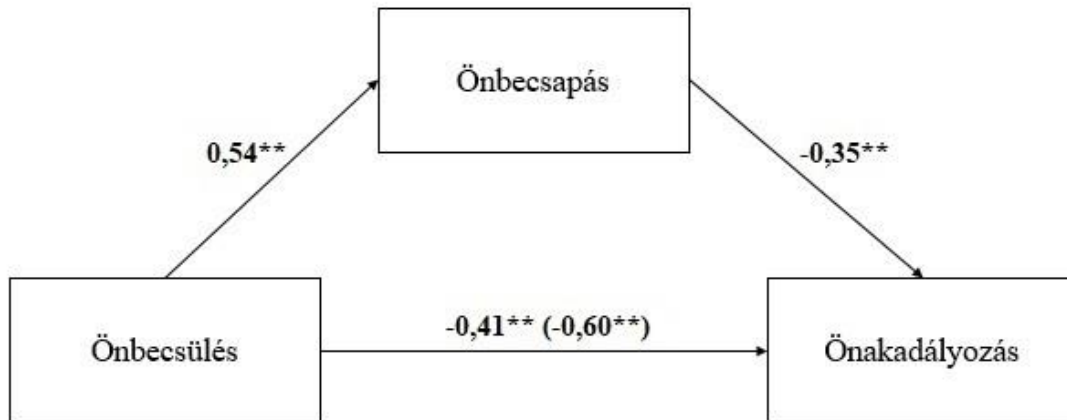 Önbecsapás
0,54**
-0,35**
-0,41** (-0,60**)
Önbecsülés
Önakadályozás